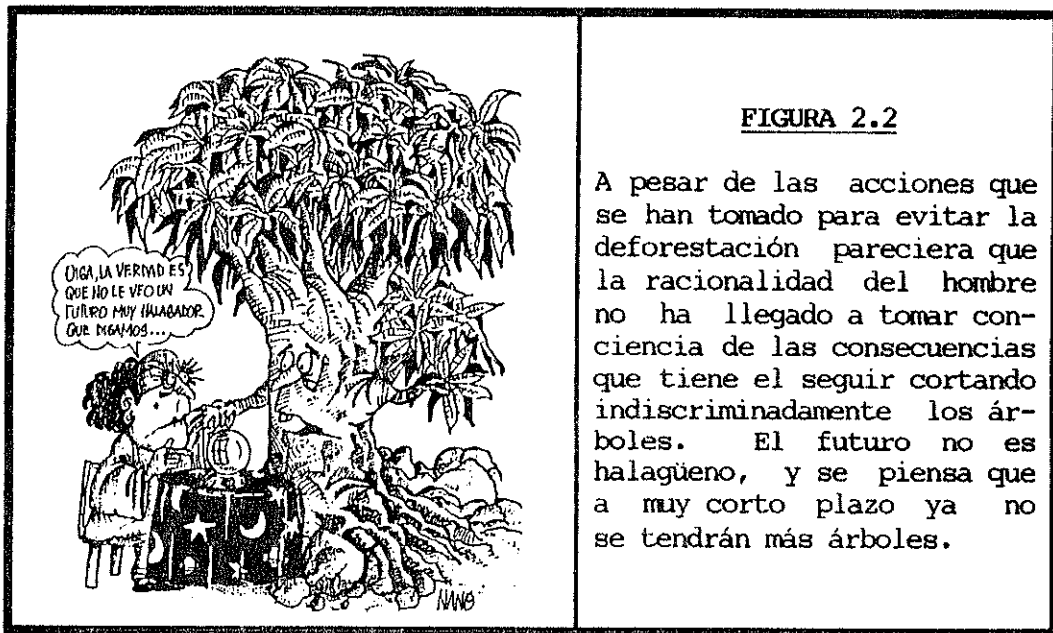 OIGA, LA VERDAD ES
QUE NO LE VEO UN
FUTURO MUY HALAGADOR
QUE DIGAMOS...
NANO
FIGURA 2.2
A pesar de las acciones que
se han tomado para evitar la
deforestación pareciera que
la racionalidad del hombre
no ha llegado a tomar con-
ciencia de las consecuencias
que tiene el seguir cortando
indiscriminadamente los ár-
boles. El futuro no es
halagüeno, y se piensa que
a muy corto plazo ya no
se tendrán más árboles.